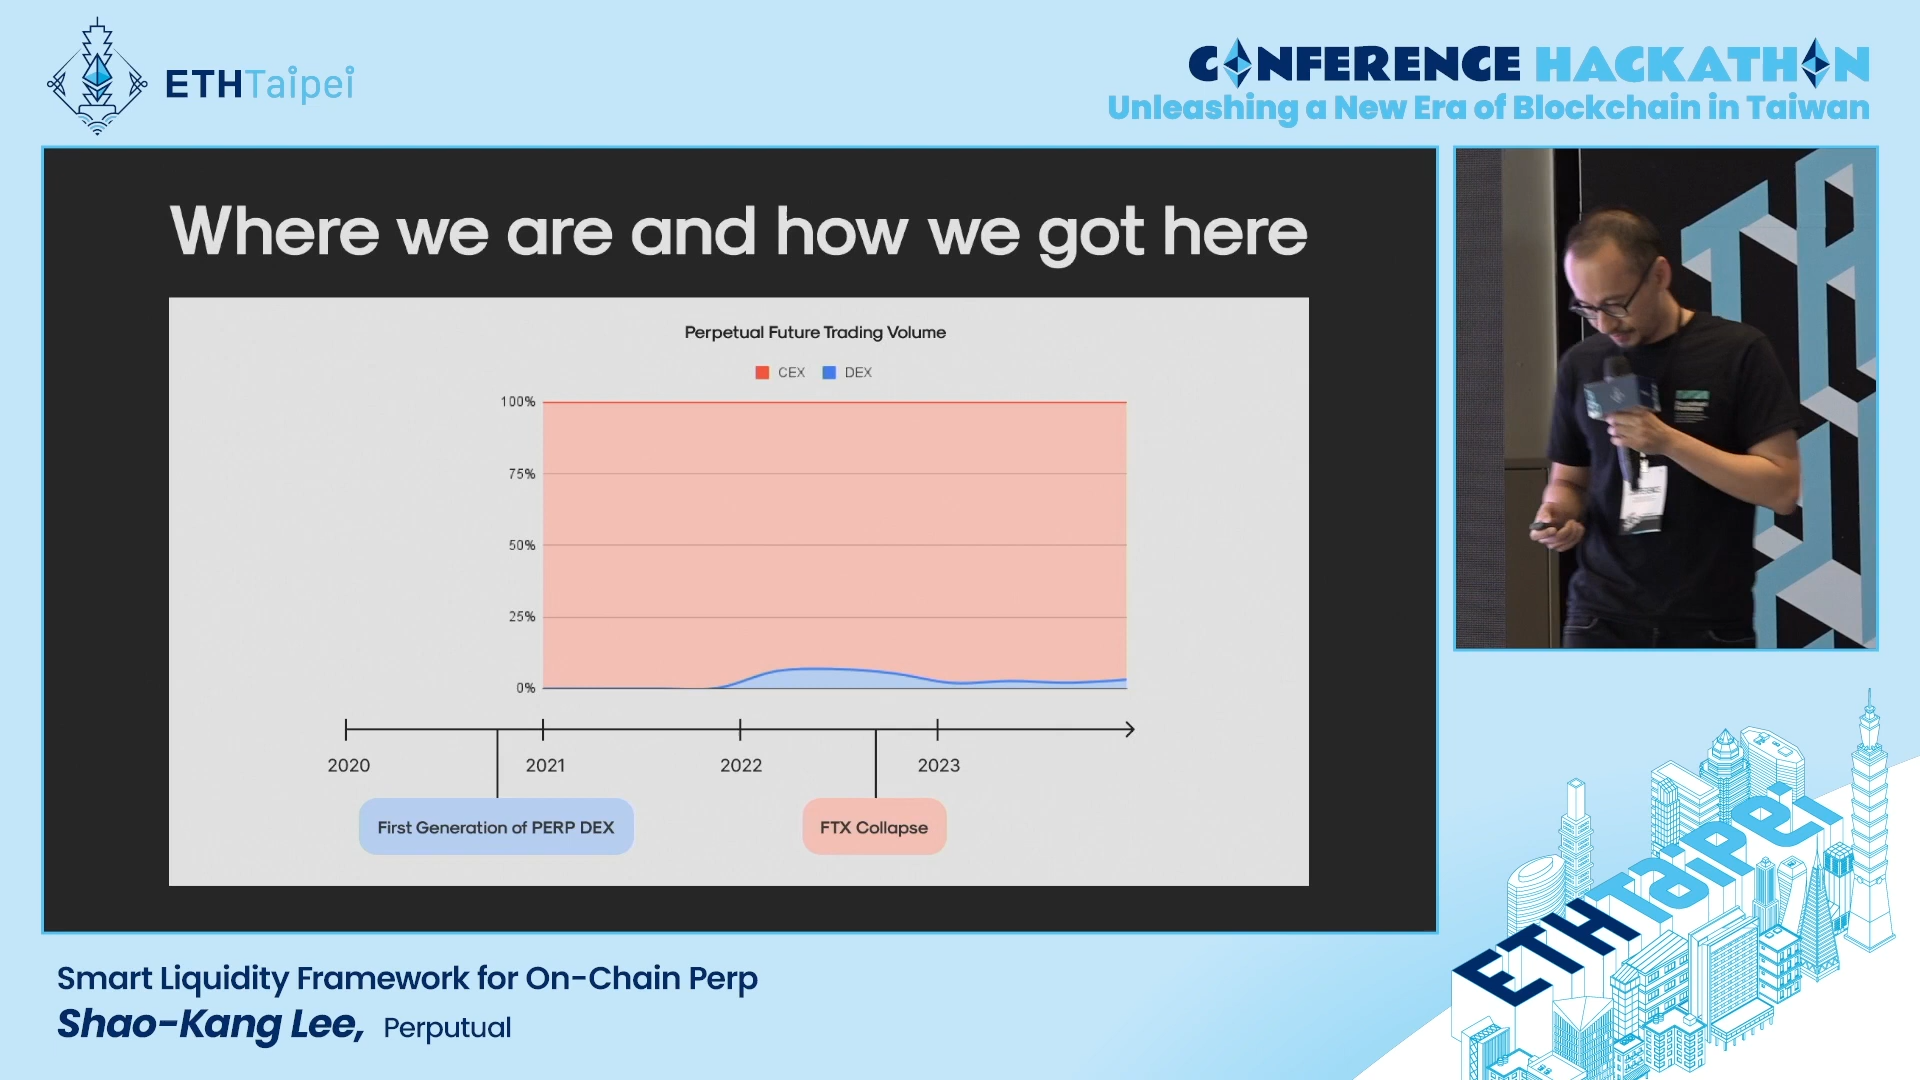 ETHTaipei
CONFERENCE HACKATHON
Unleashing a New Era of Blockchain in Taiwan
Where we are and how we got here
Perpetual Future Trading Volume
CEX DEX
100%
75%
50%
25%
0%
2020 2021 2022 2023
First Generation of PERP DEX
FTX Collapse
Smart Liquidity Framework for On-Chain Perp
Shao-Kang Lee, Perputual
ETHTaipei